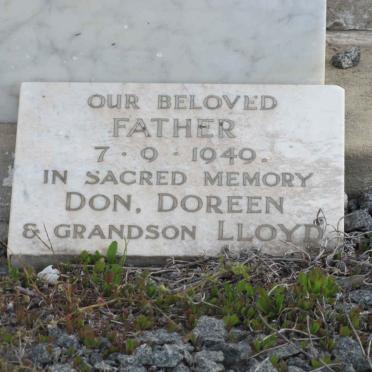 OUR BELOVED
FATHER
7 · 9 · 1949.
IN SACRED MEMORY
DON, DOREEN
& GRANDSON LLOYD